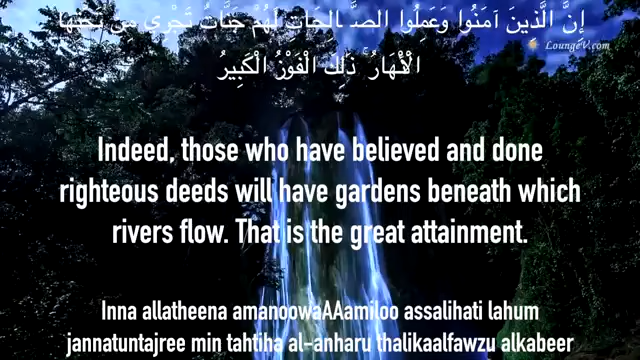 إِنَّ الَّذِينَ آمَنُوا وَعَمِلُوا الصَّالِحَاتِ لَهُمْ جَنَّاتٌ تَجْرِي مِن تَحْتِهَا
LoungeV.com
الْأَنْهَارُ ۚ ذَٰلِكَ الْفَوْزُ الْكَبِيرُ
Indeed, those who have believed and done
righteous deeds will have gardens beneath which
rivers flow. That is the great attainment.
Inna allatheena amanoowaAAamiloo assalihati lahum
jannatuntajree min tahtiha al-anharu thalikaalfawzu alkabeer